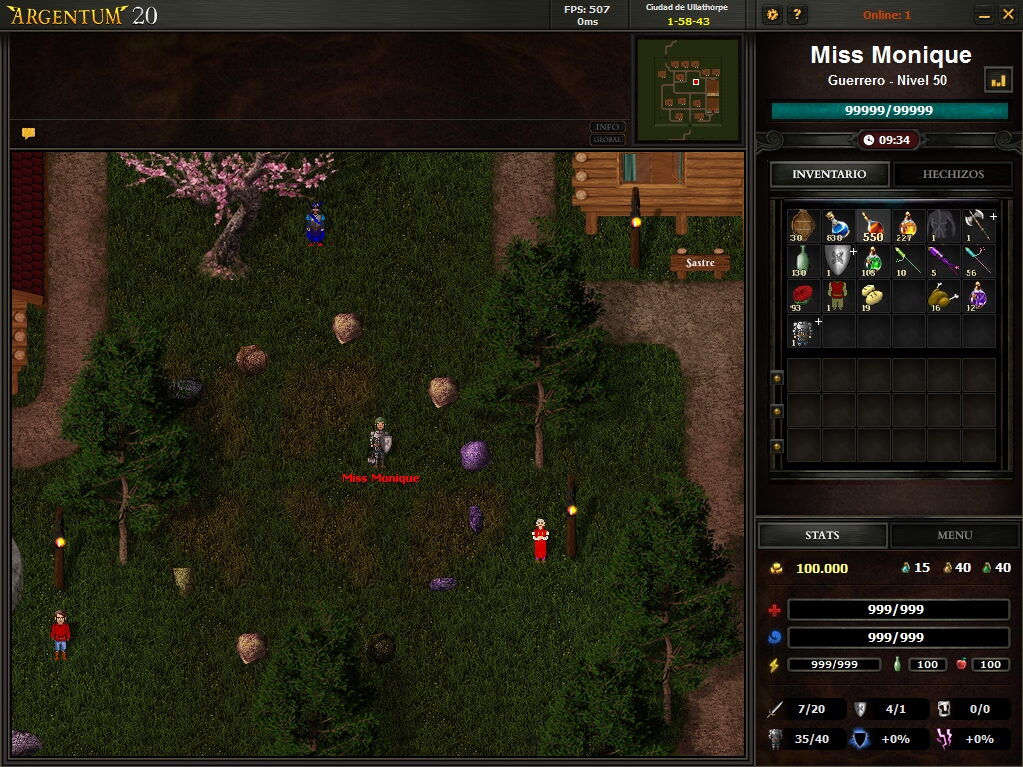 ARGENTUM 20
FPS: 507
0ms
Ciudad de Ullathorpe
1-58-43
?
Online: 1
Miss Monique
Guerrero - Nivel 50
99999/99999
09:34
INFO
GLOBAL
INVENTARIO
HECHIZOS
30
830
550
227
1
1
130
1
105
10
5
56
93
1
19
16
12
1
Sastre
Miss Monique
STATS
MENU
100.000
15
40
40
999/999
999/999
999/999
100
100
7/20
4/1
0/0
35/40
+0%
+0%